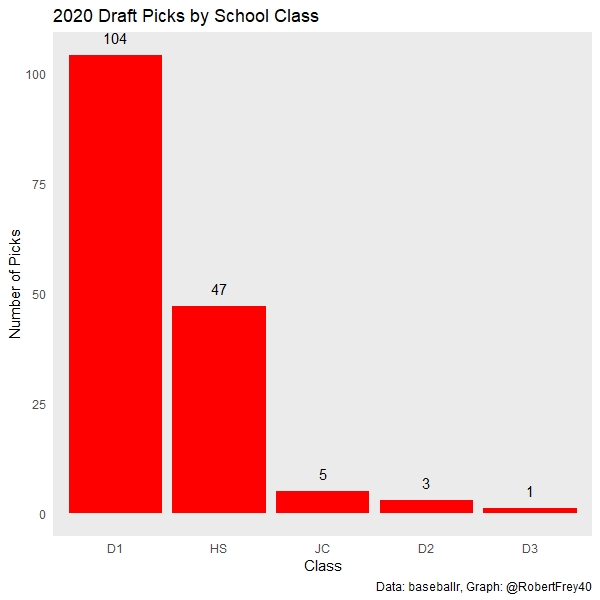 2020 Draft Picks by School Class
104
100
75
Number of Picks
50
47
25
5
3
1
0
D1 HS JC D2 D3
Class
Data: baseballr, Graph: @RobertFrey40